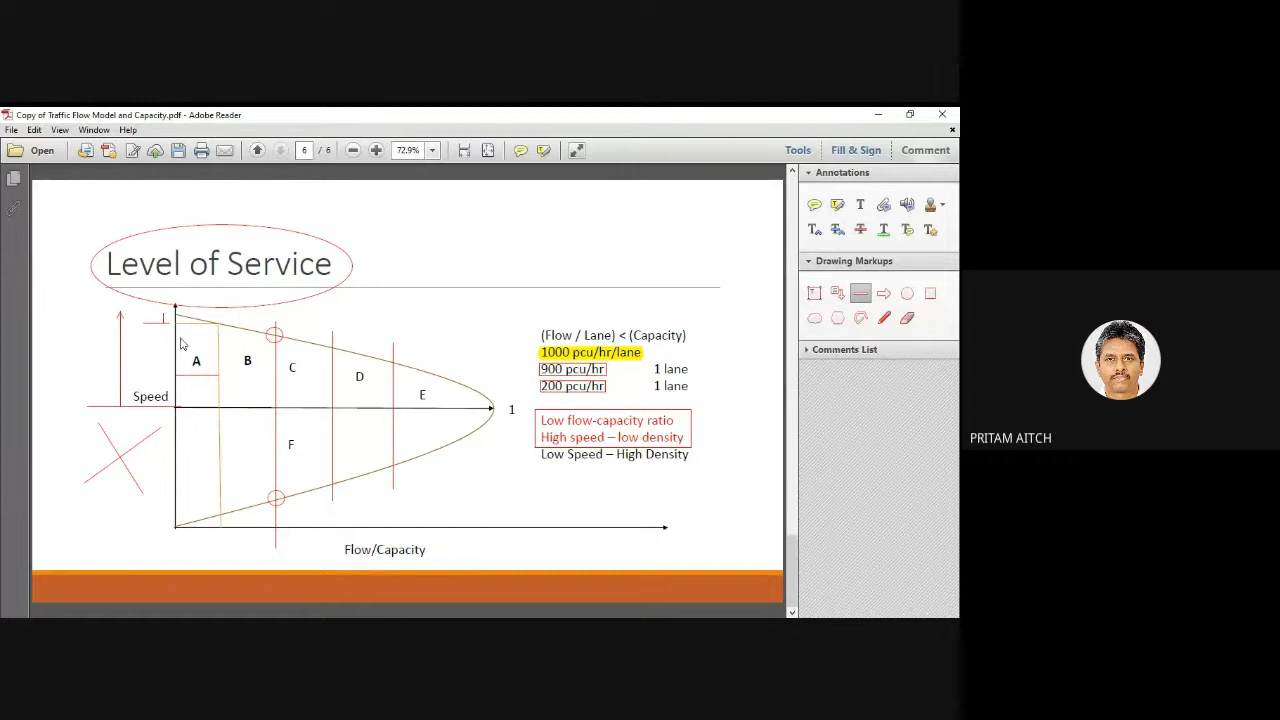 Copy of Traffic Flow Model and Capacity.pdf - Adobe Reader
File Edit View Window Help
Open 6 / 6 72.9% Tools Fill & Sign Comment
Annotations
Drawing Markups
Comments List
Level of Service
A B C D E
F
Speed
1
Flow/Capacity
(Flow / Lane) < (Capacity)
1000 pcu/hr/lane
900 pcu/hr 1 lane
200 pcu/hr 1 lane
Low flow-capacity ratio
High speed – low density
Low Speed – High Density
PRITAM AITCH